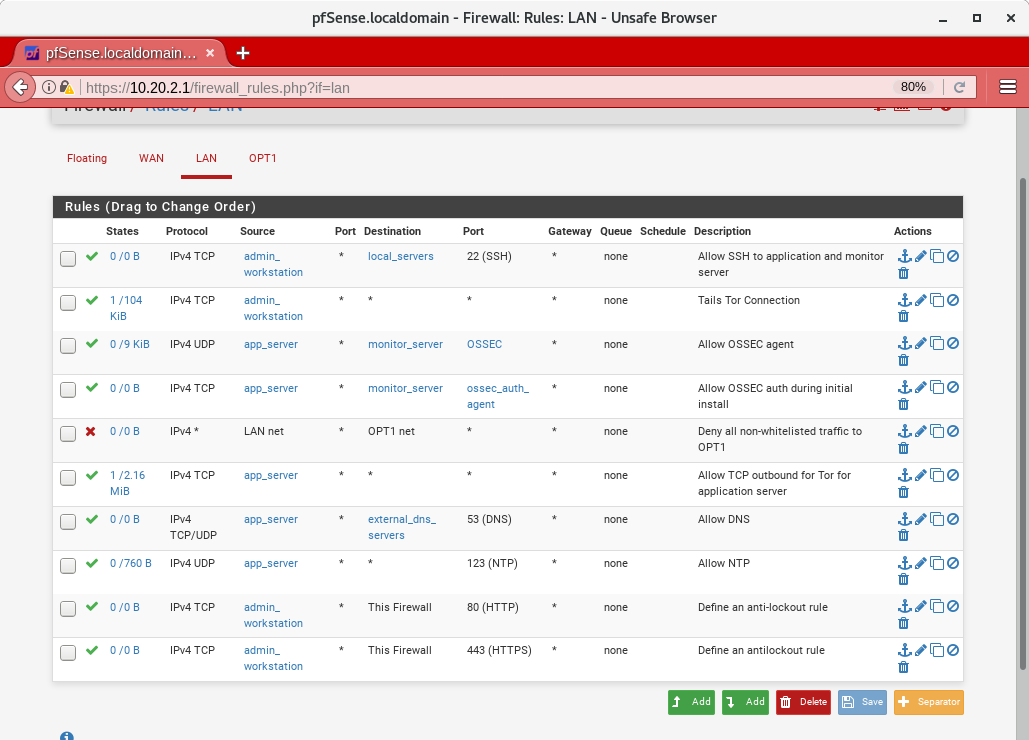 pfSense.localdomain - Firewall: Rules: LAN - Unsafe Browser
pfSense.localdomain...
https://10.20.2.1/firewall_rules.php?if=lan 80%
Firewall / Rules / LAN
Floating WAN LAN OPT1
Rules (Drag to Change Order)
States Protocol Source Port Destination Port Gateway Queue Schedule Description Actions
0 /0 B IPv4 TCP admin_ * local_servers 22 (SSH) * none Allow SSH to application and monitor
workstation server
1 /104 IPv4 TCP admin_ * * * * none Tails Tor Connection
KiB workstation
0 /9 KiB IPv4 UDP app_server * monitor_server OSSEC * none Allow OSSEC agent
0 /0 B IPv4 TCP app_server * monitor_server ossec_auth_ * none Allow OSSEC auth during initial
agent install
0 /0 B IPv4 * LAN net * OPT1 net * * none Deny all non-whitelisted traffic to
OPT1
1 /2.16 IPv4 TCP app_server * * * * none Allow TCP outbound for Tor for
MiB application server
0 /0 B IPv4 app_server * external_dns_ 53 (DNS) * none Allow DNS
TCP/UDP servers
0 /760 B IPv4 UDP app_server * * 123 (NTP) * none Allow NTP
0 /0 B IPv4 TCP admin_ * This Firewall 80 (HTTP) * none Define an anti-lockout rule
workstation
0 /0 B IPv4 TCP admin_ * This Firewall 443 (HTTPS) * none Define an antilockout rule
workstation
Add Add Delete Save Separator